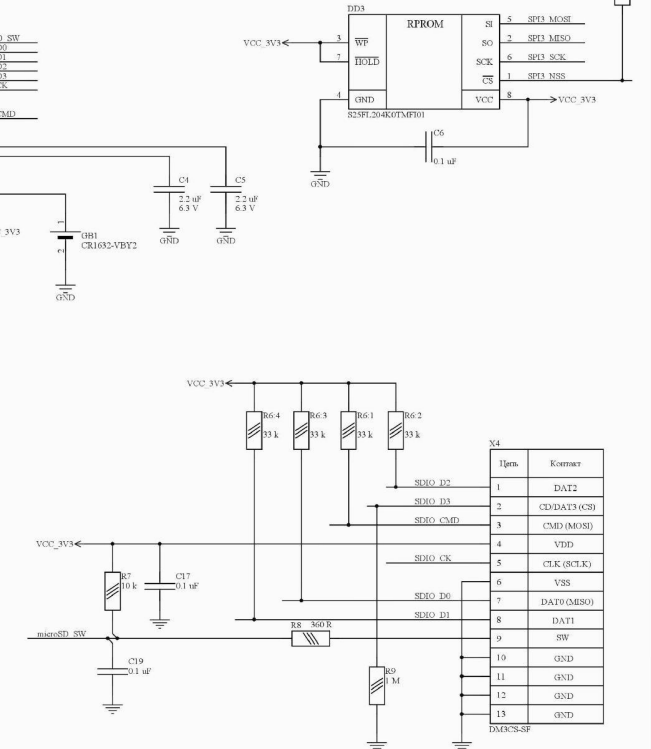 DD3
RPROM
VCC_3V3
3 WP
7 HOLD
4 GND
SI 5 SPI3_MOSI
SO 2 SPI3_MISO
SCK 6 SPI3_SCK
CS 1 SPI3_NSS
VCC 8 VCC_3V3
S25FL204K0TMFI01
C6
0.1 uF
GND
SW
CMD
C4
2.2 uF
6.3 V
GND
C5
2.2 uF
6.3 V
GND
3V3
1
2
GB1
CR1632-VBY2
GND
VCC_3V3
R6:4
33 k
R6:3
33 k
R6:1
33 k
R6:2
33 k
X4
Цепь Контакт
SDIO_D2 1 DAT2
SDIO_D3 2 CD/DAT3 (CS)
SDIO_CMD 3 CMD (MOSI)
VCC_3V3 4 VDD
SDIO_CK 5 CLK (SCLK)
6 VSS
SDIO_D0 7 DAT0 (MISO)
SDIO_D1 8 DAT1
9 SW
10 GND
11 GND
12 GND
13 GND
DM3CS-SF
R7
10 k
C17
0.1 uF
microSD_SW
R8 360 R
C19
0.1 uF
R9
1 M